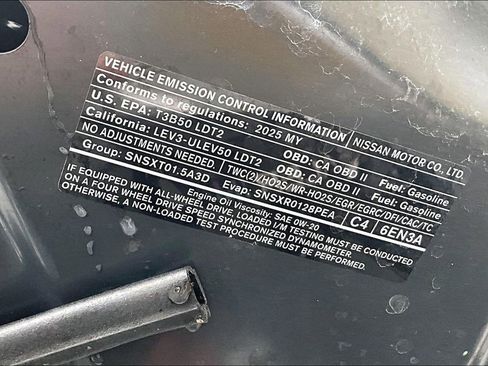 VEHICLE EMISSION CONTROL INFORMATION | NISSAN MOTOR CO., LTD.
Conforms to regulations: 2025 MY
U.S. EPA: T3B50 LDT2 OBD: CA OBD II Fuel: Gasoline
California: LEV3-ULEV50 LDT2 OBD: CA OBD II Fuel: Gasoline
NO ADJUSTMENTS NEEDED. TWC(2)/HO2S/WR-HO2S/EGR/EGRC/DFI/CAC/TC
Group: SNSXT01.5A3D Evap: SNSXR0128PEA C4 | 6EN3A
Engine Oil Viscosity: SAE 0W-20
IF EQUIPPED WITH ALL-WHEEL DRIVE, LOADED I/M TESTING MUST BE CONDUCTED
ON A FOUR WHEEL DRIVE SPEED SYNCHRONIZED DYNAMOMETER.
OTHERWISE, A NON-LOADED TEST PROCEDURE MUST BE PERFORMED.